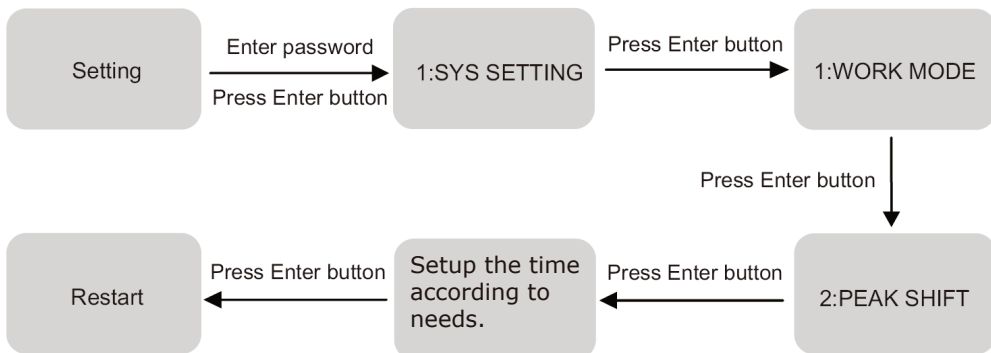 Setting
Enter password
Press Enter button
1:SYS SETTING
Press Enter button
1:WORK MODE
Press Enter button
2:PEAK SHIFT
Press Enter button
Setup the time
according to
needs.
Press Enter button
Restart